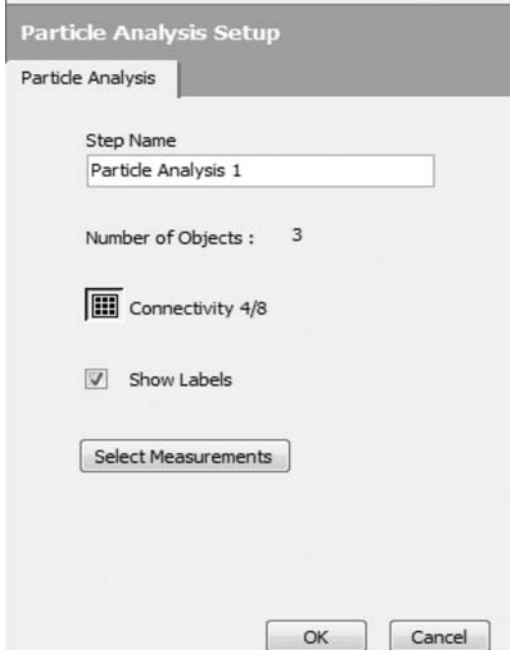 Particle Analysis Setup
Particle Analysis
Step Name
Particle Analysis 1
Number of Objects : 3
Connectivity 4/8
Show Labels
Select Measurements
OK Cancel